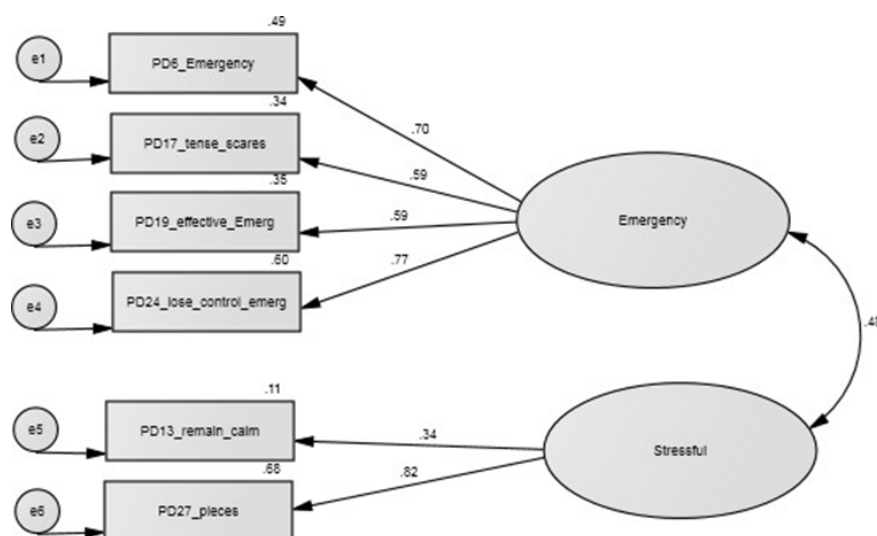 .49
e1
PD6_Emergency
.70
.34
e2
PD17_tense_scares
.59
.35
e3
PD19_effective_Emerg
.59
Emergency
.60
.77
e4
PD24_lose_control_emerg
.11
e5
PD13_remain_calm
.34
Stressful
.68
.82
e6
PD27_pieces